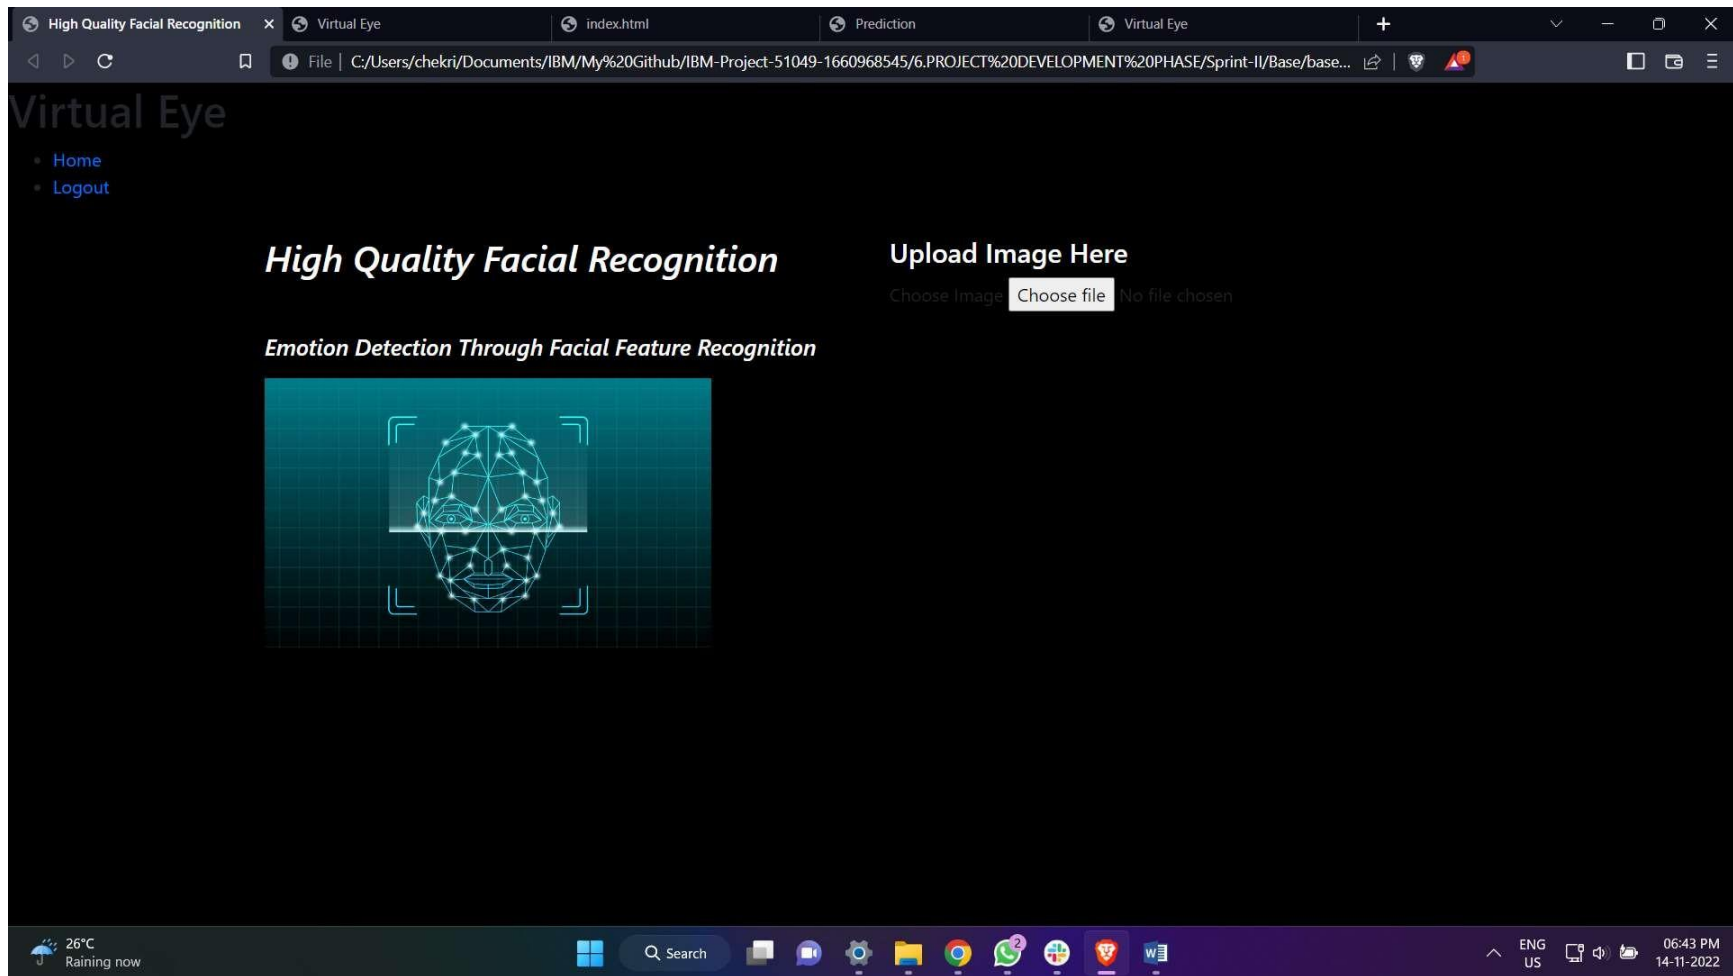 High Quality Facial Recognition
Virtual Eye
index.html
Prediction
Virtual Eye
File | C:/Users/chekri/Documents/IBM/My%20Github/IBM-Project-51049-1660968545/6.PROJECT%20DEVELOPMENT%20PHASE/Sprint-II/Base/base...
1
Virtual Eye
Home
Logout
High Quality Facial Recognition
Upload Image Here
Choose Image Choose file No file chosen
Emotion Detection Through Facial Feature Recognition
26°C
Raining now
Search
2
ENG
US
06:43 PM
14-11-2022